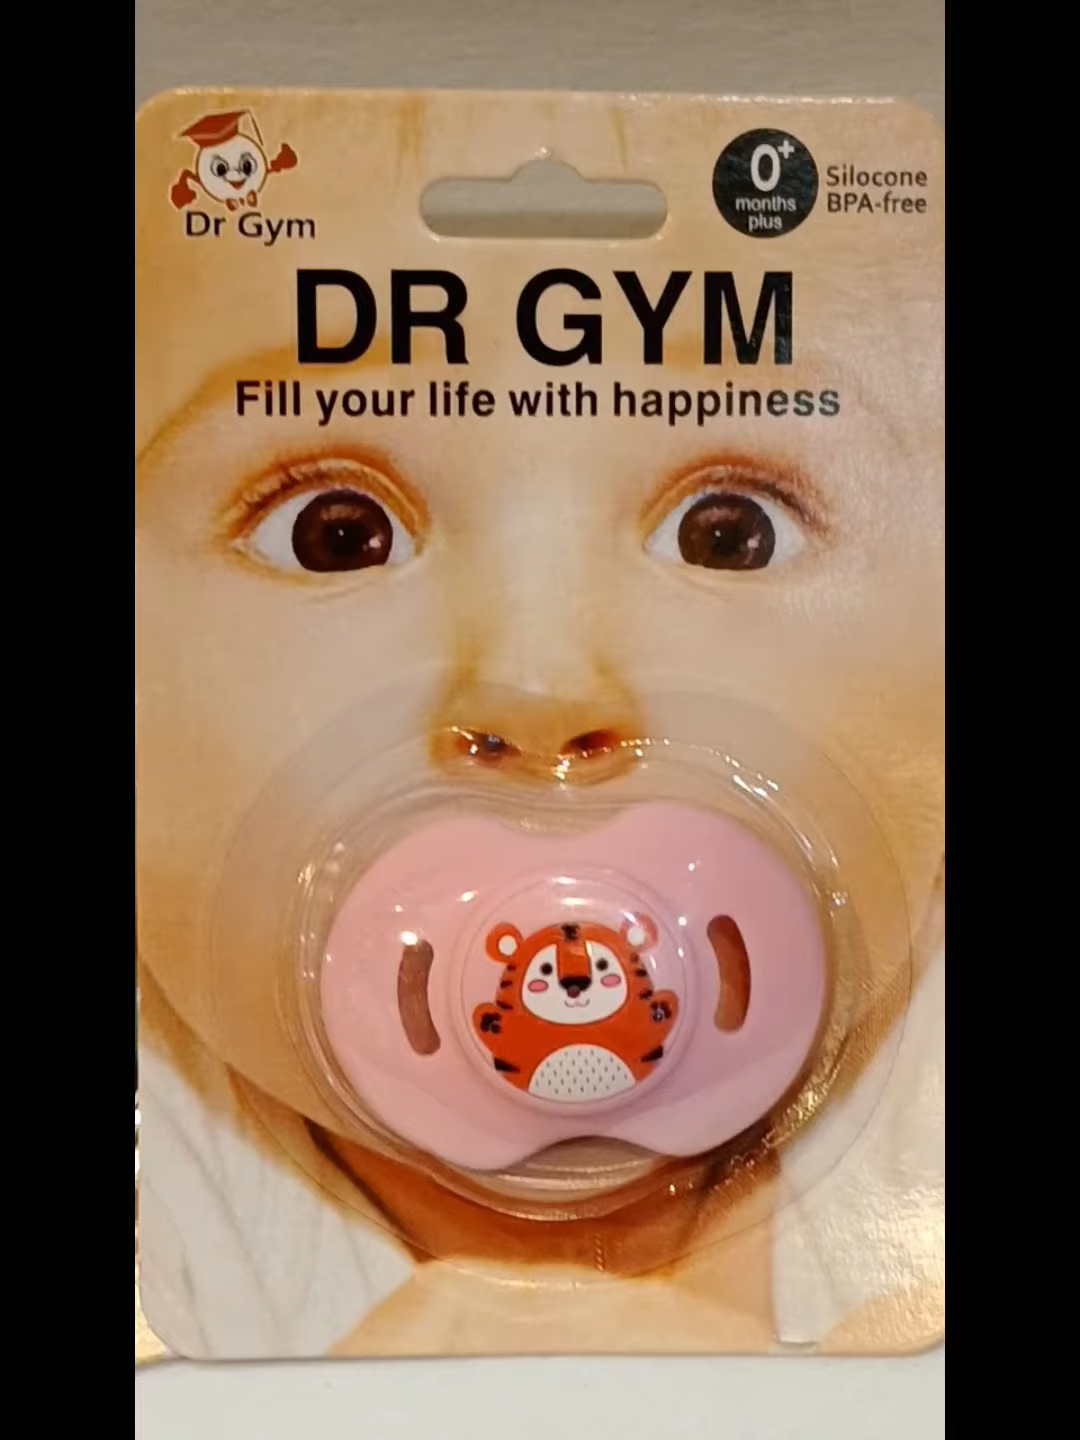 Dr Gym
0+
months
plus
Silocone
BPA-free
DR GYM
Fill your life with happiness